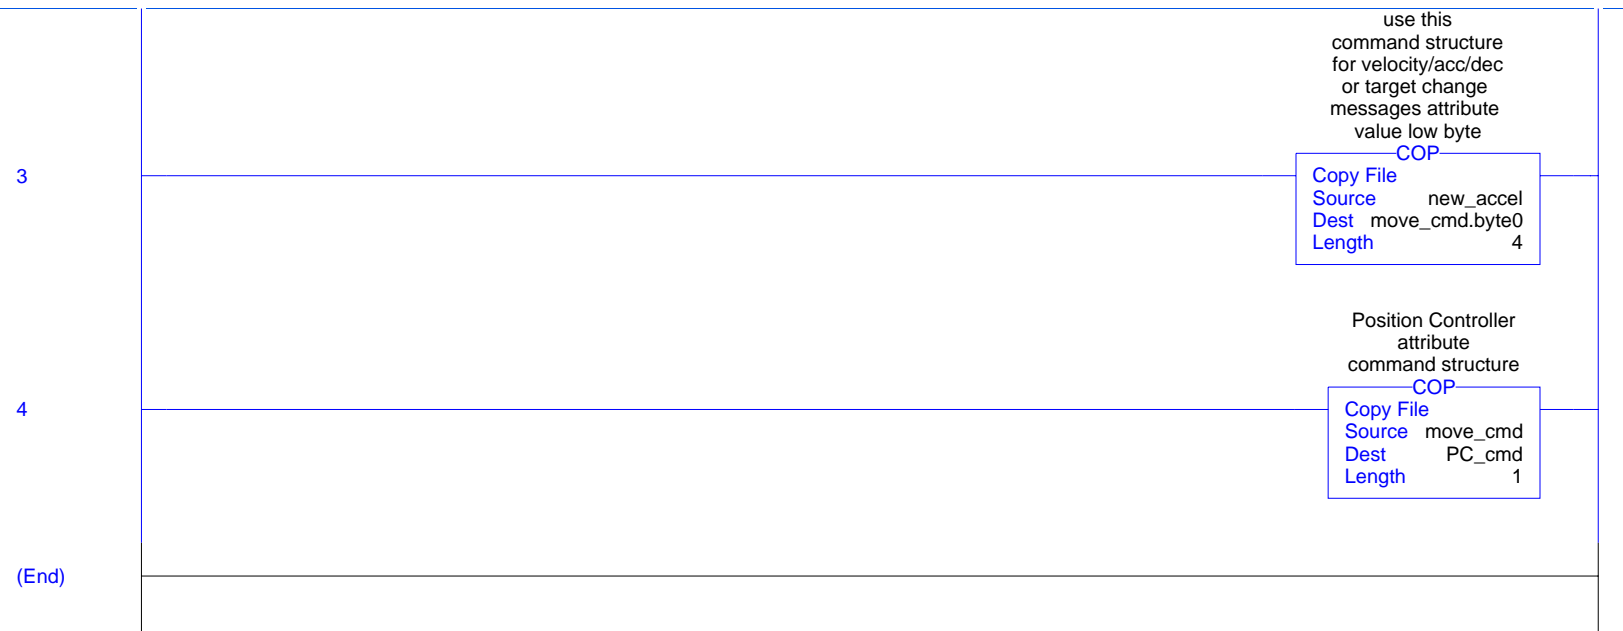 use this
command structure
for velocity/acc/dec
or target change
messages attribute
value low byte
COP
3
Copy File
Source new_accel
Dest move_cmd.byte0
Length 4
Position Controller
attribute
command structure
COP
4
Copy File
Source move_cmd
Dest PC_cmd
Length 1
(End)